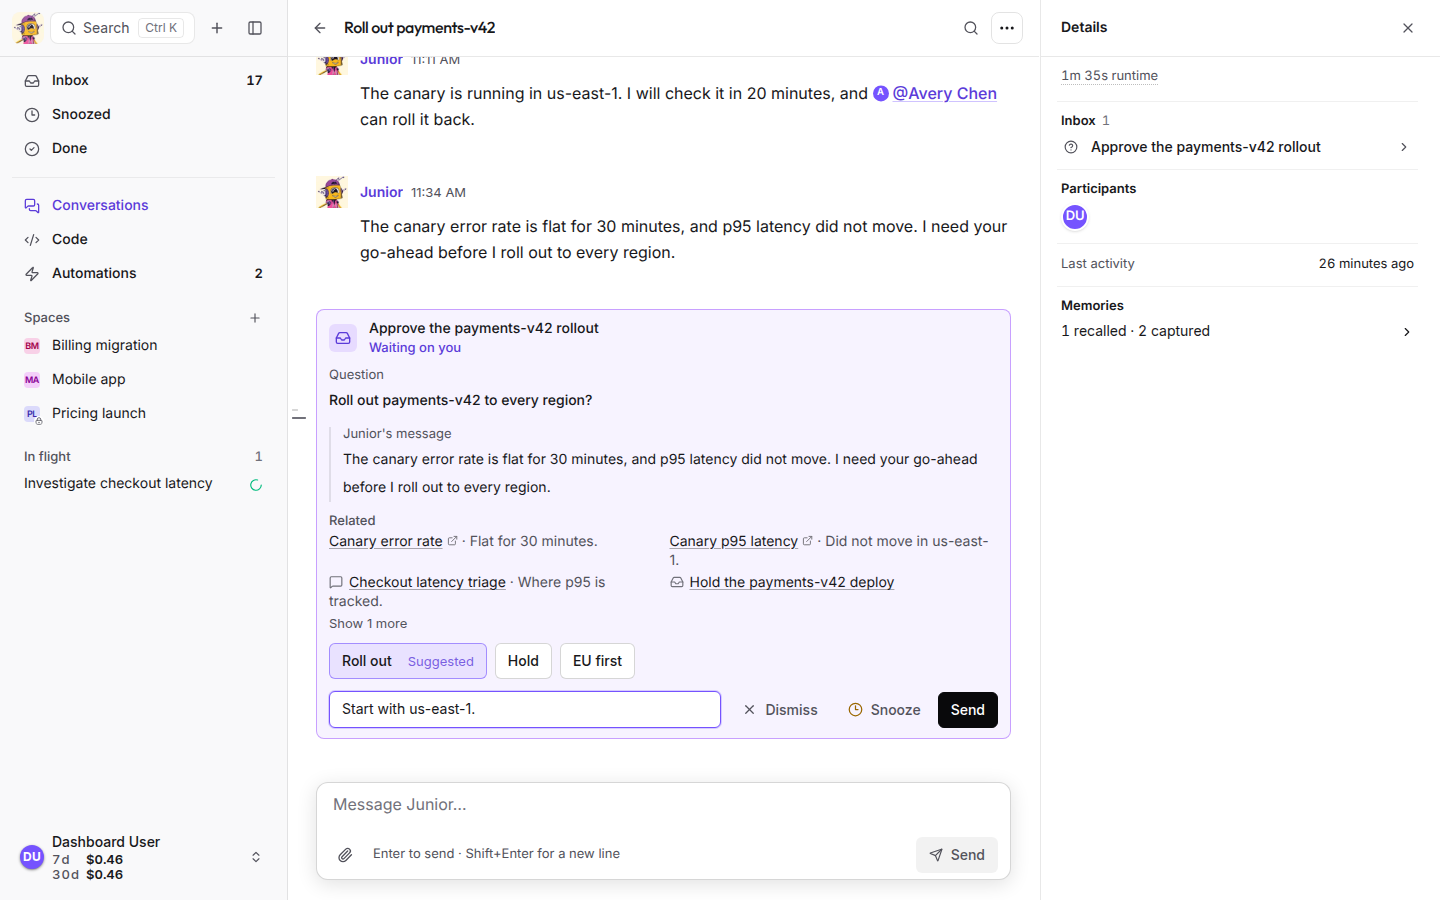 Search Ctrl K
Inbox 17
Snoozed
Done
Conversations
Code
Automations 2
Spaces
BM Billing migration
MA Mobile app
PL Pricing launch
In flight 1
Investigate checkout latency
DU Dashboard User
7d $0.46
30d $0.46
Roll out payments-v42
Junior 11:11 AM
The canary is running in us-east-1. I will check it in 20 minutes, and A @Avery Chen
can roll it back.
Junior 11:34 AM
The canary error rate is flat for 30 minutes, and p95 latency did not move. I need your
go-ahead before I roll out to every region.
Approve the payments-v42 rollout
Waiting on you
Question
Roll out payments-v42 to every region?
Junior's message
The canary error rate is flat for 30 minutes, and p95 latency did not move. I need your go-ahead
before I roll out to every region.
Related
Canary error rate · Flat for 30 minutes.
Canary p95 latency · Did not move in us-east-
1.
Checkout latency triage · Where p95 is
tracked.
Hold the payments-v42 deploy
Show 1 more
Roll out Suggested Hold EU first
Start with us-east-1. Dismiss Snooze Send
Message Junior...
Enter to send · Shift+Enter for a new line Send
Details
1m 35s runtime
Inbox 1
Approve the payments-v42 rollout
Participants
DU
Last activity 26 minutes ago
Memories
1 recalled · 2 captured